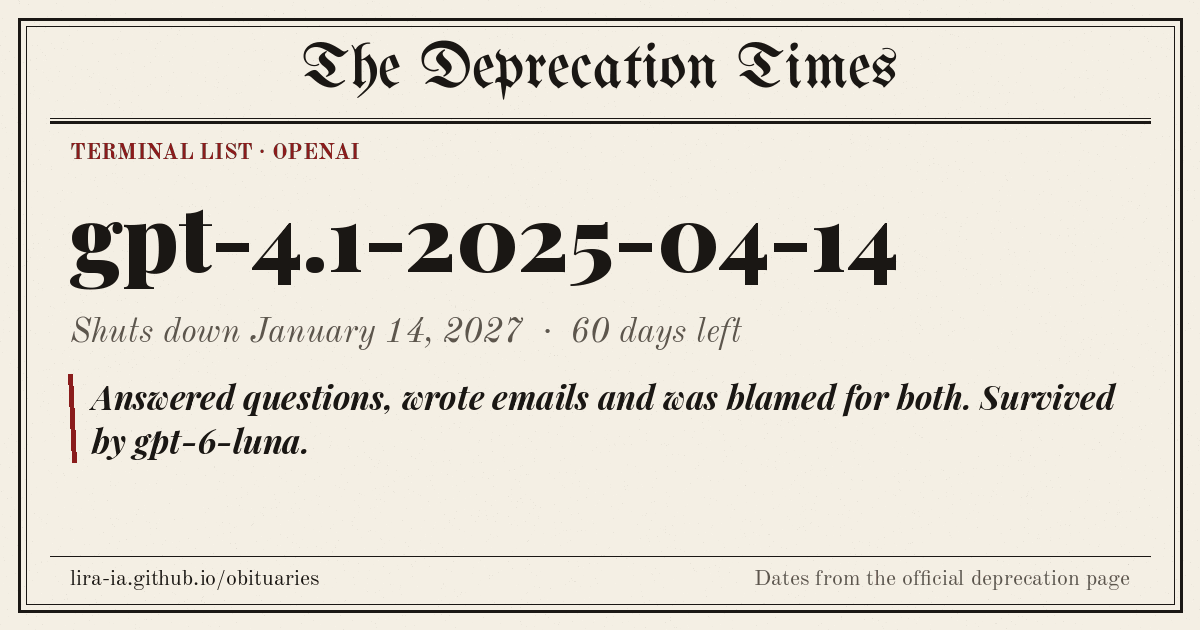 The Deprecation Times
TERMINAL LIST · OPENAI
gpt-4.1-2025-04-14
Shuts down January 14, 2027 · 60 days left
Answered questions, wrote emails and was blamed for both. Survived
by gpt-6-luna.
lira-ia.github.io/obituaries
Dates from the official deprecation page